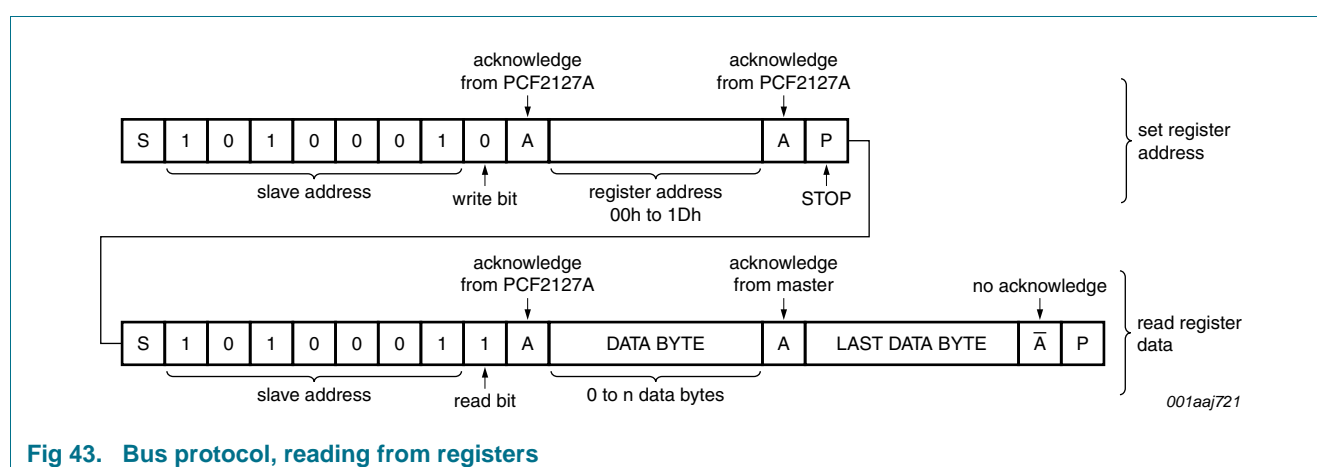 acknowledge from PCF2127A
acknowledge from PCF2127A
S 1 0 1 0 0 0 1 0 A A P
set register address
slave address
write bit
register address 00h to 1Dh
STOP
acknowledge from PCF2127A
acknowledge from master
no acknowledge
S 1 0 1 0 0 0 1 1 A DATA BYTE A LAST DATA BYTE A̅ P
read register data
slave address
read bit
0 to n data bytes
001aaj721
Fig 43. Bus protocol, reading from registers